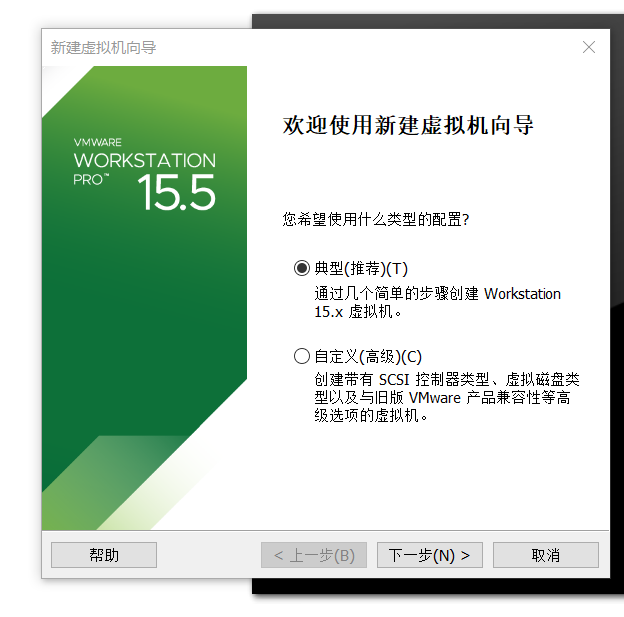 新建虚拟机向导
VMWARE
WORKSTATION
PRO™
15.5
欢迎使用新建虚拟机向导
您希望使用什么类型的配置?
典型(推荐)(T)
通过几个简单的步骤创建 Workstation
15.x 虚拟机。
自定义(高级)(C)
创建带有 SCSI 控制器类型、虚拟磁盘类
型以及与旧版 VMware 产品兼容性等高
级选项的虚拟机。
帮助
< 上一步(B)
下一步(N) >
取消